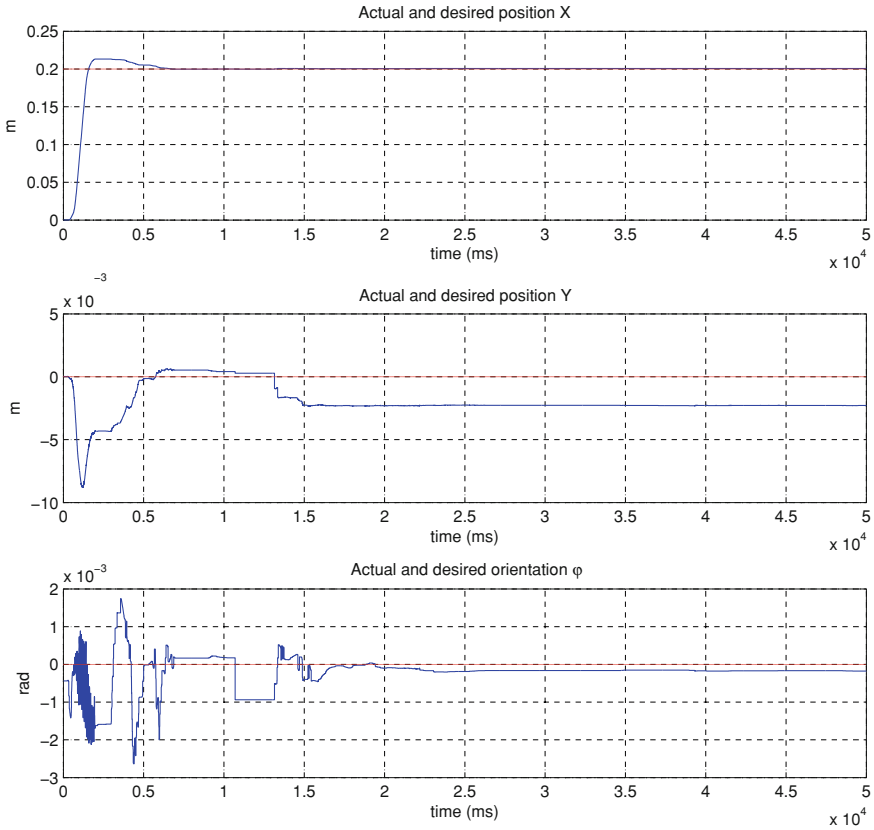 Actual and desired position X
0.25
0.2
0.15
0.1
0.05
0
m
0 0.5 1 1.5 2 2.5 3 3.5 4 4.5 5
time (ms)
x 10^4
x 10^−3
Actual and desired position Y
5
0
−5
−10
m
0 0.5 1 1.5 2 2.5 3 3.5 4 4.5 5
time (ms)
x 10^4
x 10^−3
Actual and desired orientation φ
2
1
0
−1
−2
−3
rad
0 0.5 1 1.5 2 2.5 3 3.5 4 4.5 5
time (ms)
x 10^4